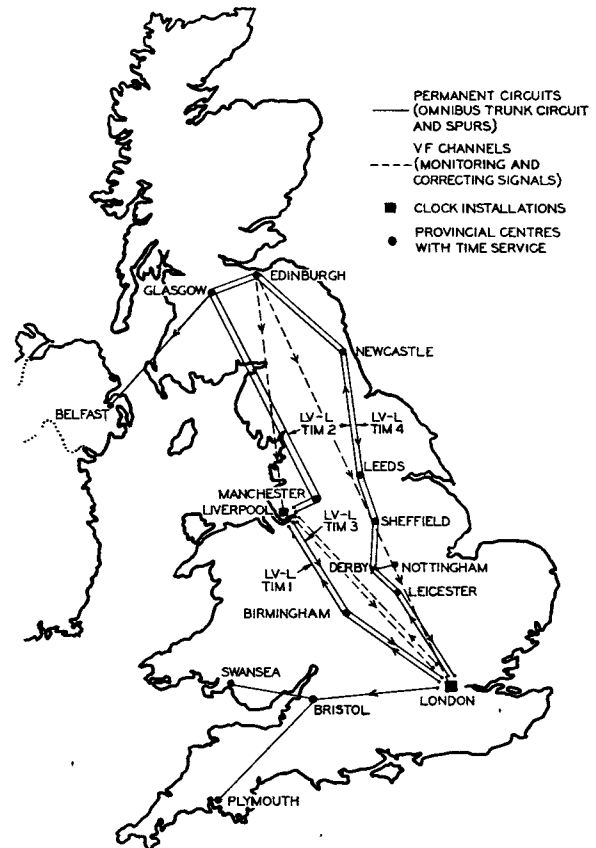 PERMANENT CIRCUITS
(OMNIBUS TRUNK CIRCUIT
AND SPURS)
VF CHANNELS
(MONITORING AND
CORRECTING SIGNALS)
CLOCK INSTALLATIONS
PROVINCIAL CENTRES
WITH TIME SERVICE
EDINBURGH
GLASGOW
NEWCASTLE
BELFAST
LV-L
TIM 2
LV-L
TIM 4
LEEDS
MANCHESTER
LIVERPOOL
SHEFFIELD
LV-L
TIM 3
DERBY
NOTTINGHAM
LV-L
TIM 1
LEICESTER
BIRMINGHAM
SWANSEA
LONDON
BRISTOL
PLYMOUTH